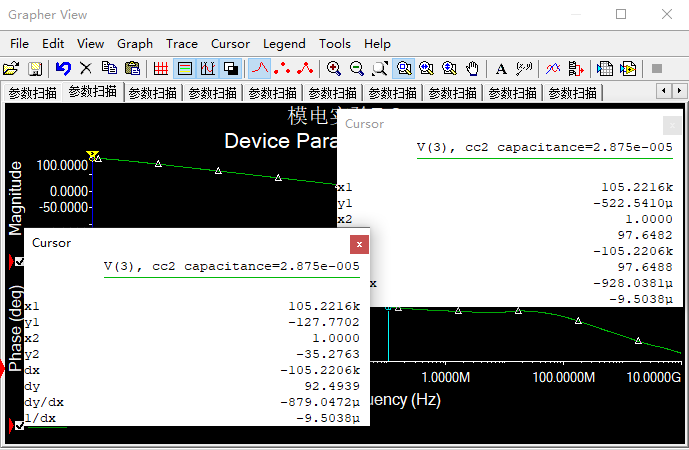 Grapher View
File Edit View Graph Trace Cursor Legend Tools Help
参数扫描 参数扫描 参数扫描 参数扫描 参数扫描 参数扫描 参数扫描 参数扫描 参数扫描 参数扫描
模电
Device Para
Magnitude
100.0000
0.0000
-50.0000
Cursor
V(3), cc2 capacitance=2.875e-005
x1 105.2216k
y1 -522.5410µ
x2 1.0000
97.6482
-105.2206k
97.6488
x -928.0381µ
-9.5038µ
Cursor
x
V(3), cc2 capacitance=2.875e-005
x1 105.2216k
y1 -127.7702
x2 1.0000
y2 -35.2763
dx -105.2206k
dy 92.4939
dy/dx -879.0472µ
1/dx -9.5038µ
Phase (deg)
1.0000M 100.0000M 10.0000G
uency (Hz)